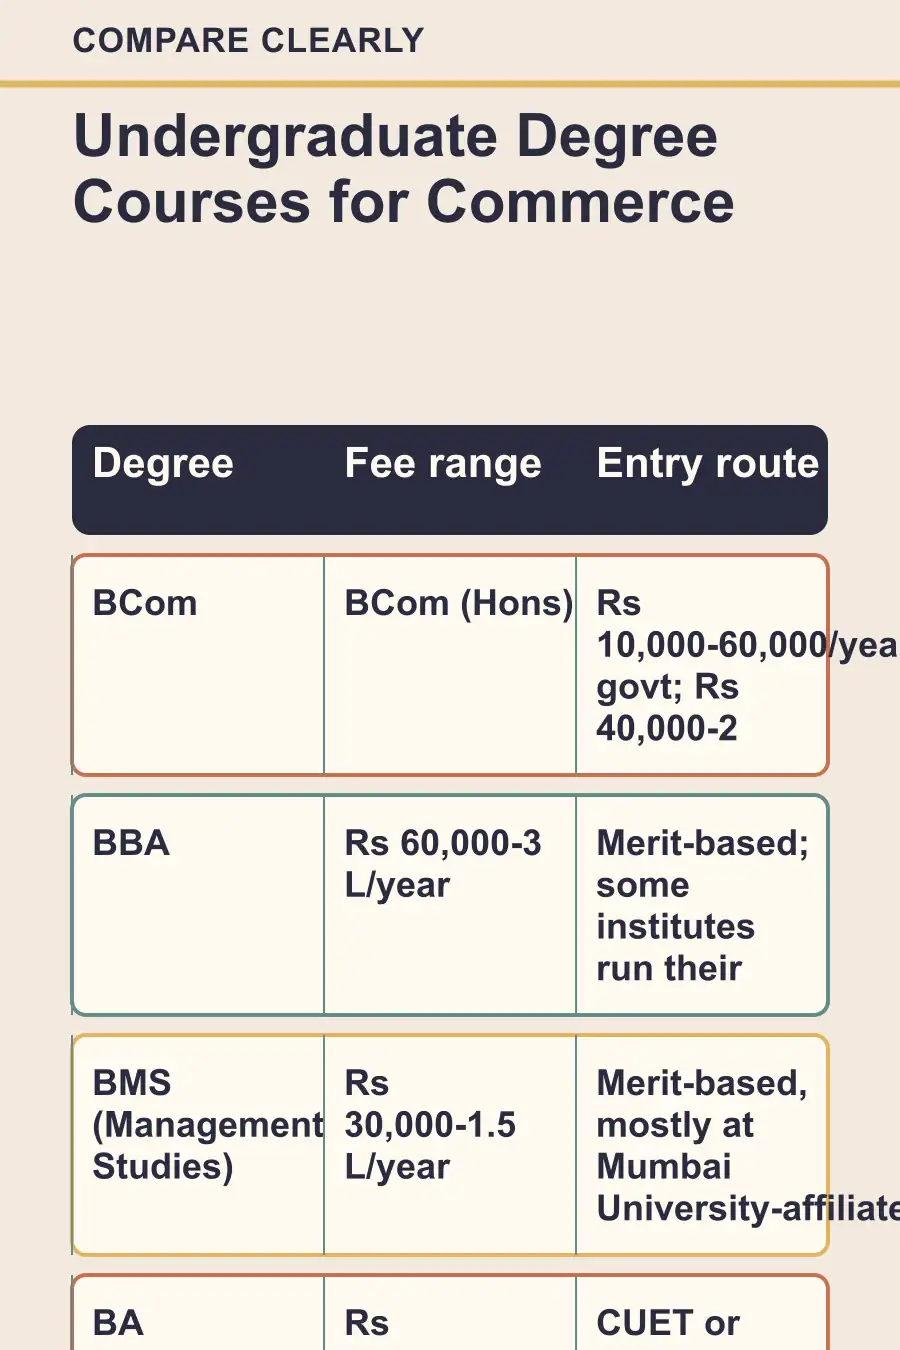 COMPARE CLEARLY
Undergraduate Degree
Courses for Commerce
Degree
Fee range
Entry route
BCom
BCom (Hons)
Rs
10,000-60,000/yea
govt; Rs
40,000-2
BBA
Rs 60,000-3
L/year
Merit-based;
some
institutes
run their
BMS
(Management
Studies)
Rs
30,000-1.5
L/year
Merit-based,
mostly at
Mumbai
University-affiliate
BA
Rs
CUET or